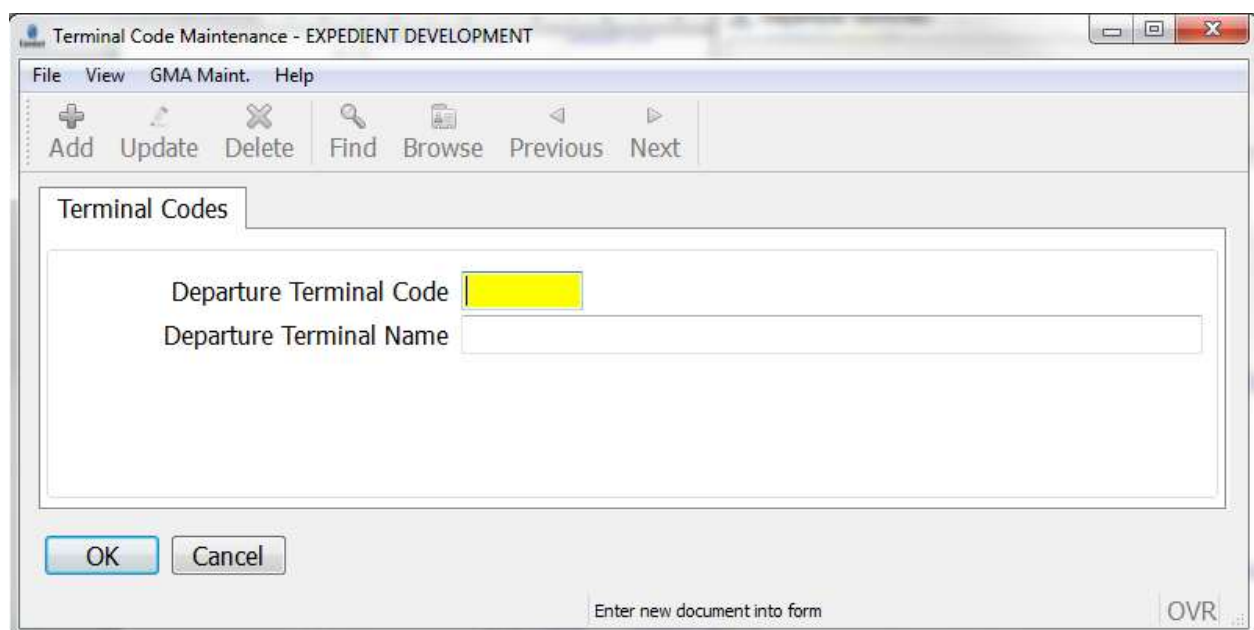 Terminal Code Maintenance - EXPEDIENT DEVELOPMENT
File View GMA Maint. Help
Add Update Delete Find Browse Previous Next
Terminal Codes
Departure Terminal Code
Departure Terminal Name
OK Cancel
Enter new document into form OVR